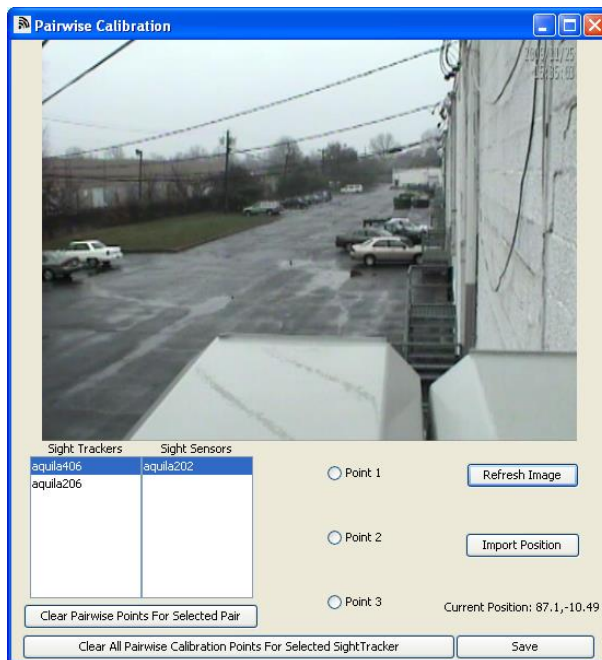 Pairwise Calibration
Sight Trackers Sight Sensors
aquila406 aquila202
aquila206
Point 1
Refresh Image
Point 2
Import Position
Point 3
Current Position: 87.1,-10.49
Clear Pairwise Points For Selected Pair
Clear All Pairwise Calibration Points For Selected SightTracker
Save